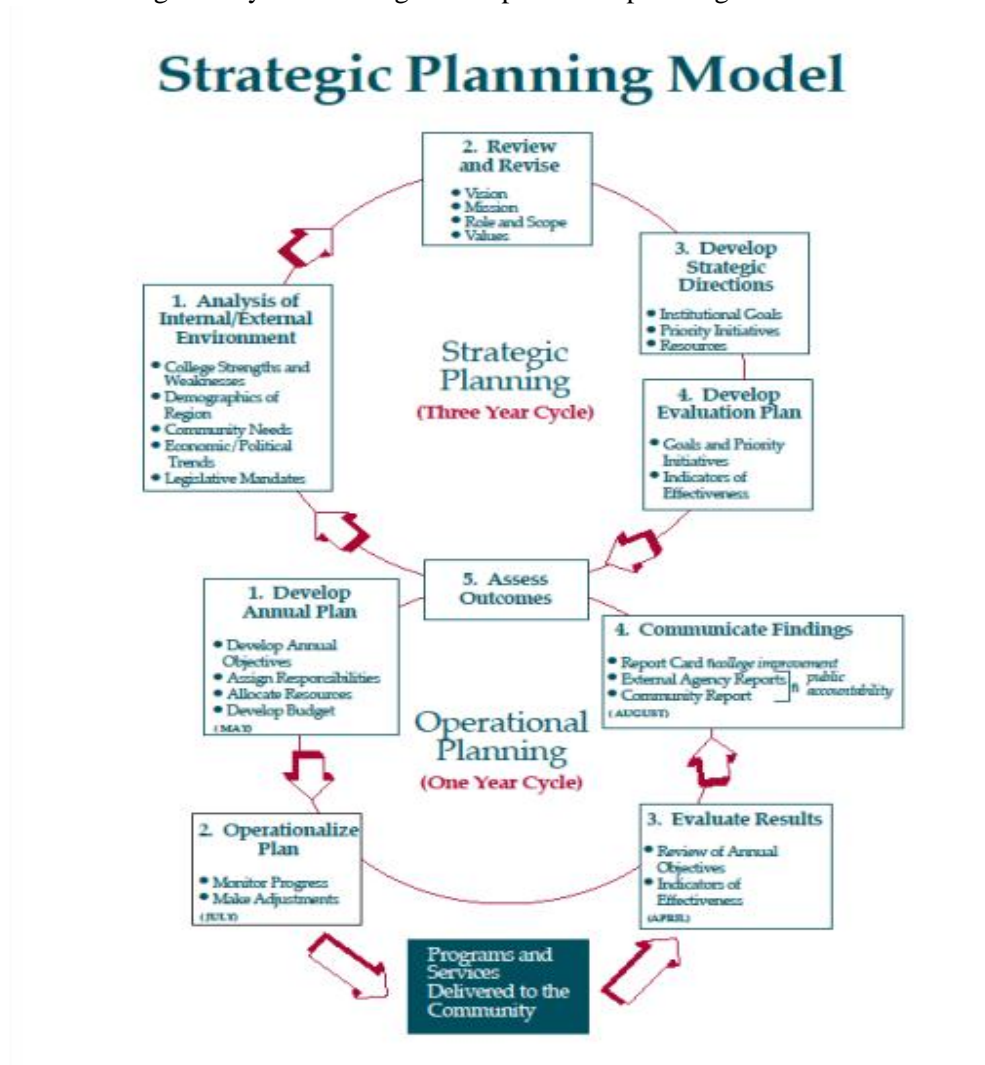 Strategic Planning Model
2. Review
and Revise
• Vision
• Mission
• Role and Scope
• Values
3. Develop
Strategic
Directions
• Institutional Goals
• Priority Initiatives
• Resources
1. Analysis of
Internal/External
Environment
• College Strengths and
Weaknesses
• Demographics of
Region
• Community Needs
• Economic/Political
Trends
• Legislative Mandates
Strategic
Planning
(Three Year Cycle)
4. Develop
Evaluation Plan
• Goals and Priority
Initiatives
• Indicators of
Effectiveness
5. Assess
Outcomes
1. Develop
Annual Plan
• Develop Annual
Objectives
• Assign Responsibilities
• Allocate Resources
• Develop Budget
(MAY)
4. Communicate Findings
• Report Card ñcollege improvement
• External Agency Reports
• Community Report
ñ public
accountability
(AUGUST)
Operational
Planning
(One Year Cycle)
2. Operationalize
Plan
• Monitor Progress
• Make Adjustments
(JULY)
3. Evaluate Results
• Review of Annual
Objectives
• Indicators of
Effectiveness
(APRIL)
Programs and
Services
Delivered to the
Community